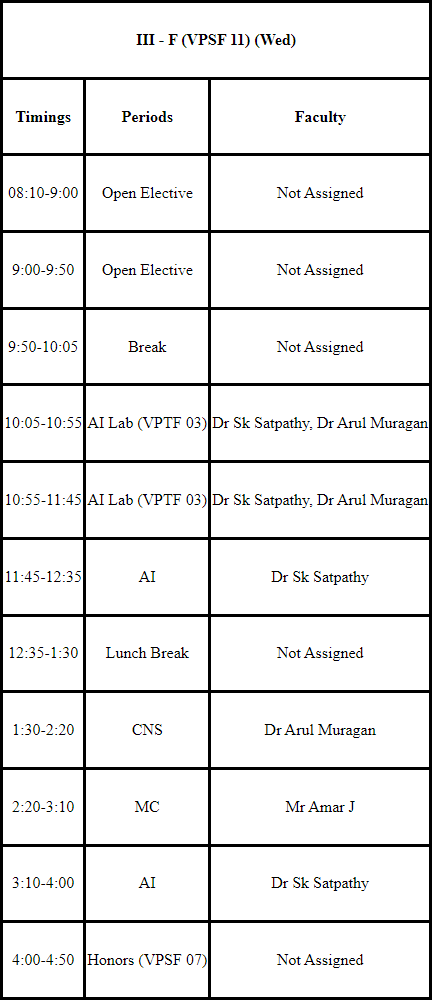 III - F (VPSF 11) (Wed)
Timings Periods Faculty
08:10-9:00 Open Elective Not Assigned
9:00-9:50 Open Elective Not Assigned
9:50-10:05 Break Not Assigned
10:05-10:55 AI Lab (VPTF 03) Dr Sk Satpathy, Dr Arul Muragan
10:55-11:45 AI Lab (VPTF 03) Dr Sk Satpathy, Dr Arul Muragan
11:45-12:35 AI Dr Sk Satpathy
12:35-1:30 Lunch Break Not Assigned
1:30-2:20 CNS Dr Arul Muragan
2:20-3:10 MC Mr Amar J
3:10-4:00 AI Dr Sk Satpathy
4:00-4:50 Honors (VPSF 07) Not Assigned